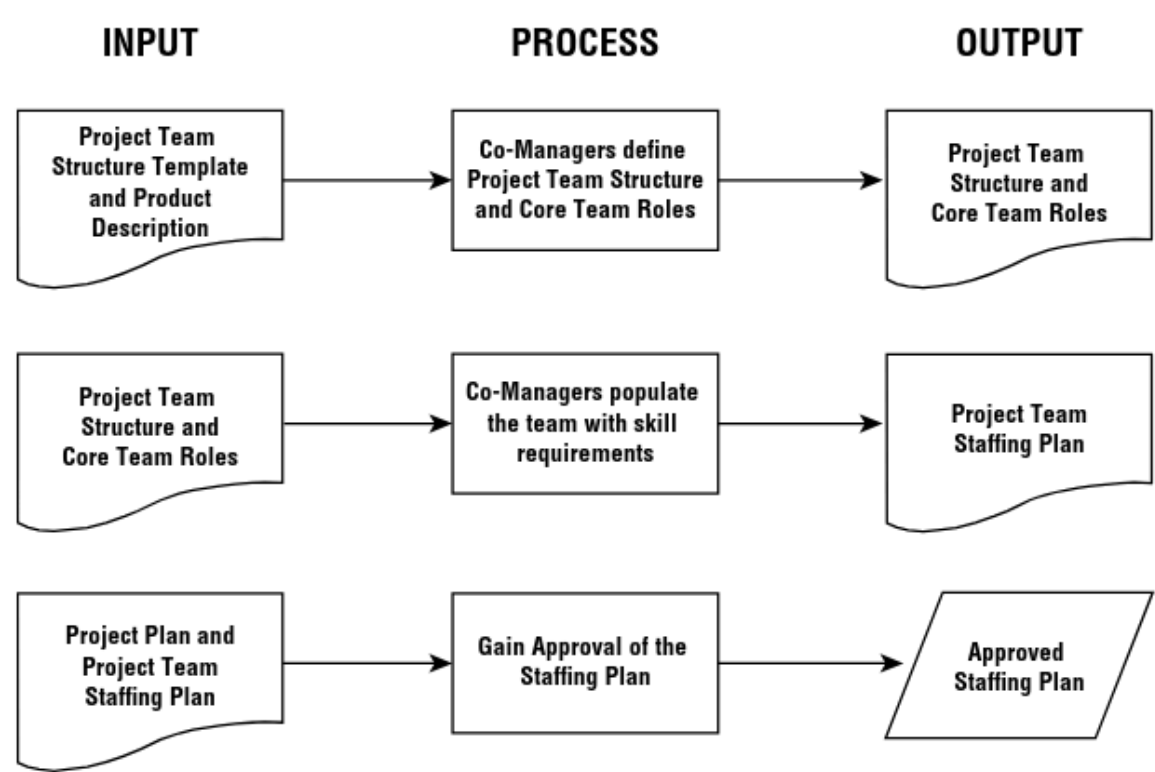 INPUT
PROCESS
OUTPUT
Project Team
Structure Template
and Product
Description
Co-Managers define
Project Team Structure
and Core Team Roles
Project Team
Structure and
Core Team Roles
Project Team
Structure and
Core Team Roles
Co-Managers populate
the team with skill
requirements
Project Team
Staffing Plan
Project Plan and
Project Team
Staffing Plan
Gain Approval of the
Staffing Plan
Approved
Staffing Plan